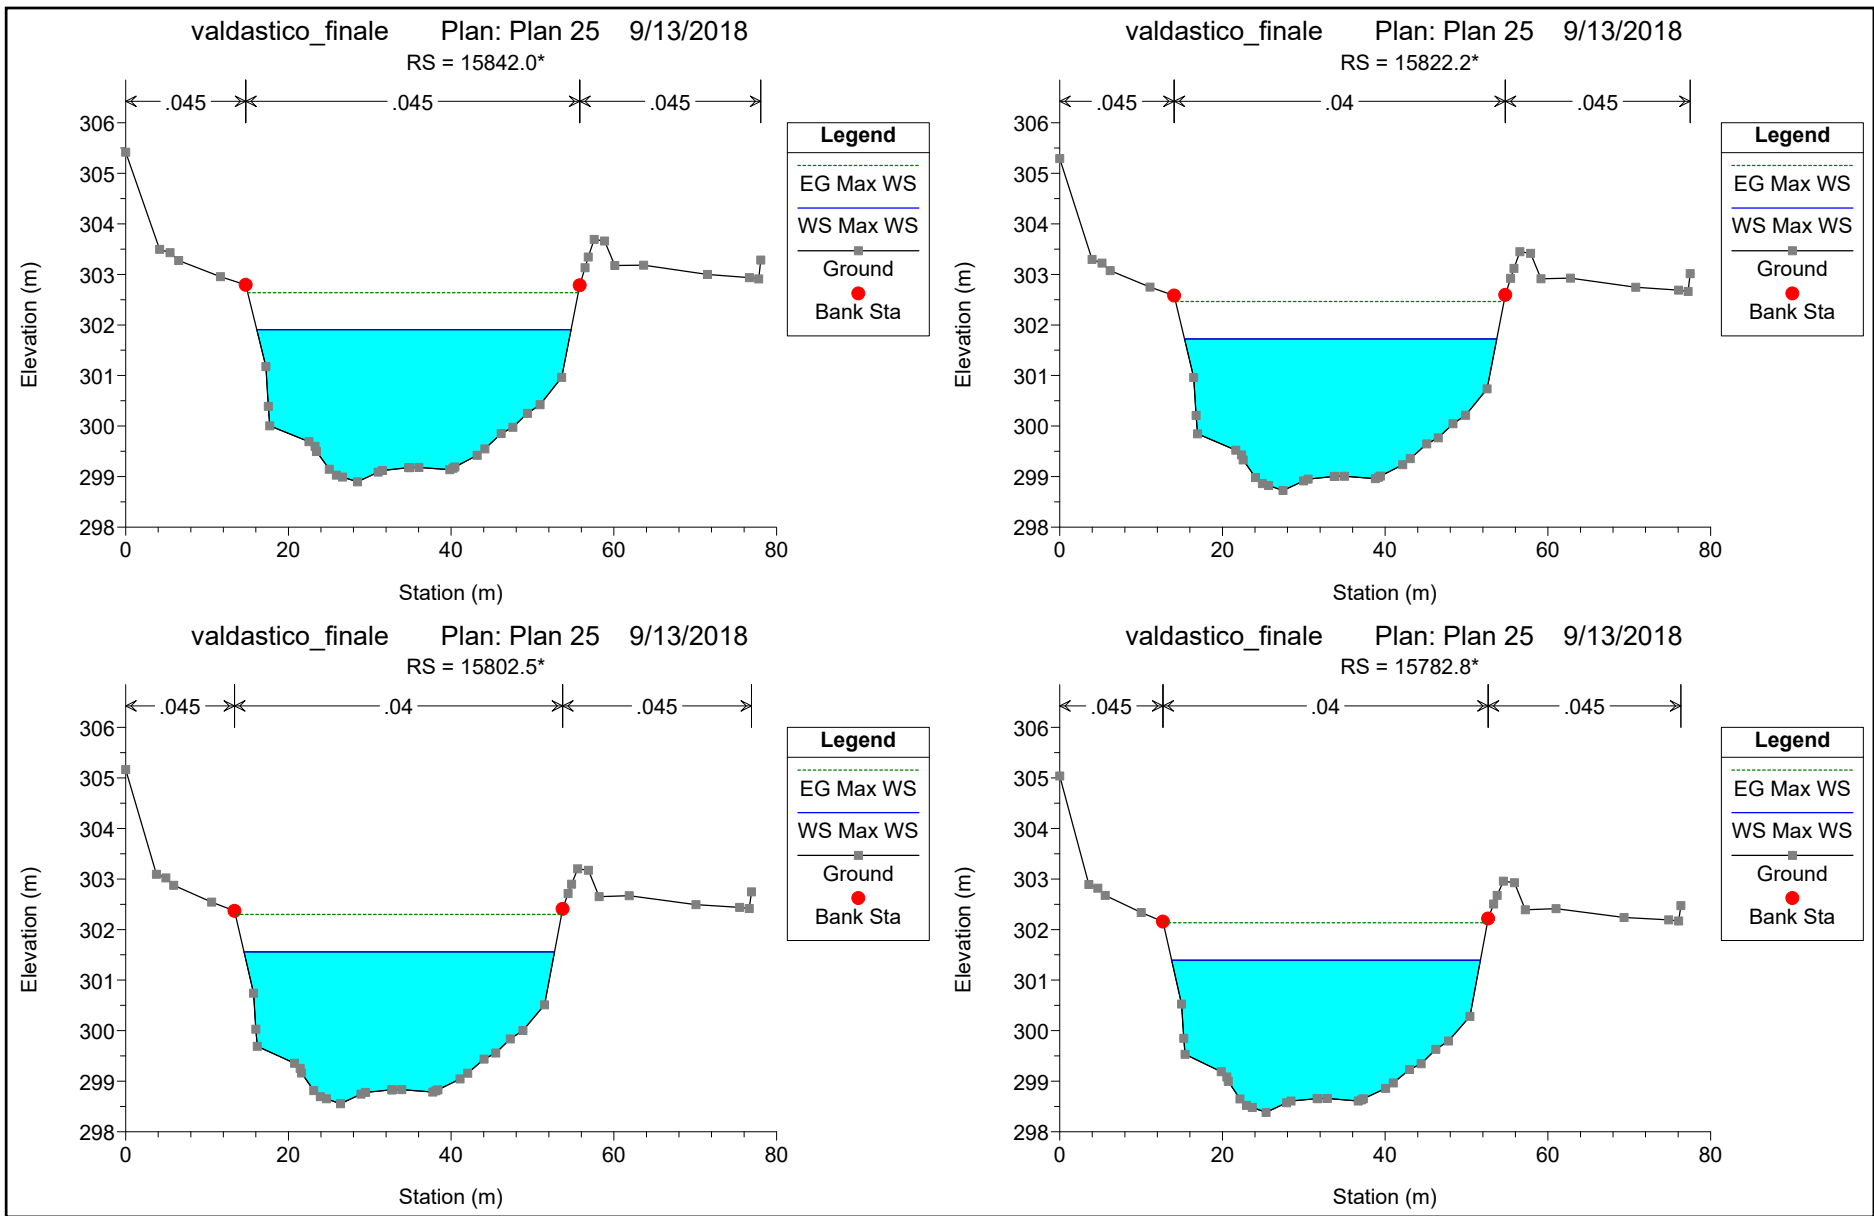 valdastico_finale Plan: Plan 25 9/13/2018
RS = 15842.0*
.045 .045 .045
306
305
304
303
302
301
300
299
298
0 20 40 60 80
Elevation (m)
Station (m)
Legend
EG Max WS
WS Max WS
Ground
Bank Sta
valdastico_finale Plan: Plan 25 9/13/2018
RS = 15822.2*
.045 .04 .045
306
305
304
303
302
301
300
299
298
0 20 40 60 80
Elevation (m)
Station (m)
Legend
EG Max WS
WS Max WS
Ground
Bank Sta
valdastico_finale Plan: Plan 25 9/13/2018
RS = 15802.5*
.045 .04 .045
306
305
304
303
302
301
300
299
298
0 20 40 60 80
Elevation (m)
Station (m)
Legend
EG Max WS
WS Max WS
Ground
Bank Sta
valdastico_finale Plan: Plan 25 9/13/2018
RS = 15782.8*
.045 .04 .045
306
305
304
303
302
301
300
299
298
0 20 40 60 80
Elevation (m)
Station (m)
Legend
EG Max WS
WS Max WS
Ground
Bank Sta